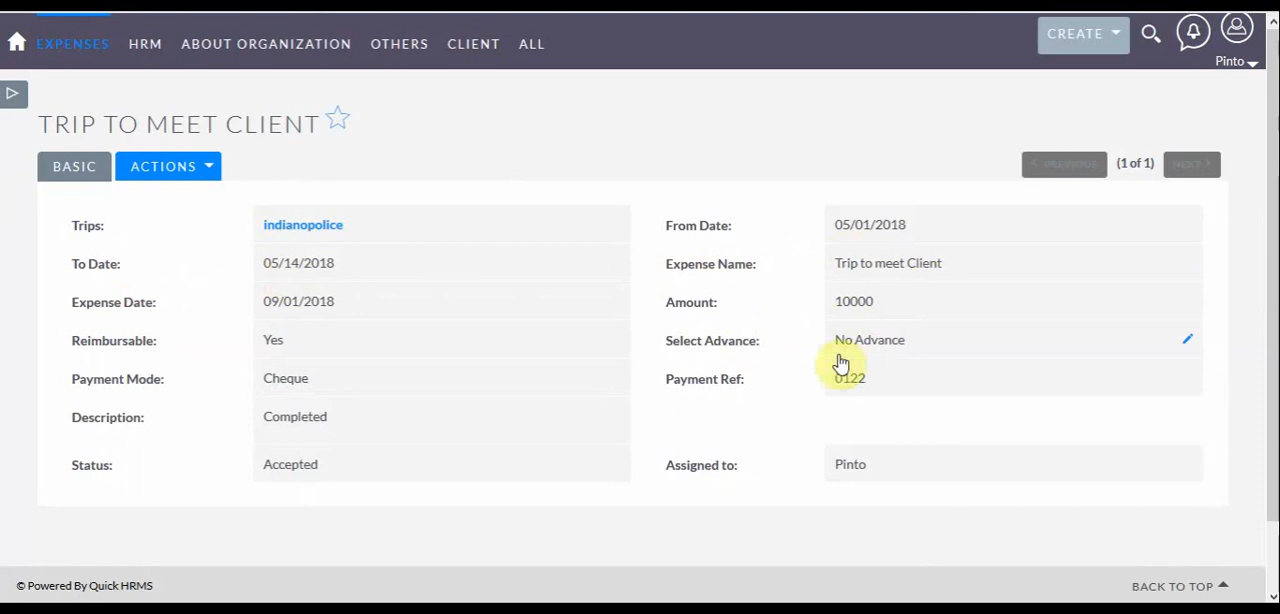 EXPENSES HRM ABOUT ORGANIZATION OTHERS CLIENT ALL CREATE
Pinto
TRIP TO MEET CLIENT
BASIC ACTIONS PREVIOUS (1 of 1) NEXT
Trips: indianopolice From Date: 05/01/2018
To Date: 05/14/2018 Expense Name: Trip to meet Client
Expense Date: 09/01/2018 Amount: 10000
Reimbursable: Yes Select Advance: No Advance
Payment Mode: Cheque Payment Ref: 0122
Description: Completed
Status: Accepted Assigned to: Pinto
© Powered By Quick HRMS BACK TO TOP